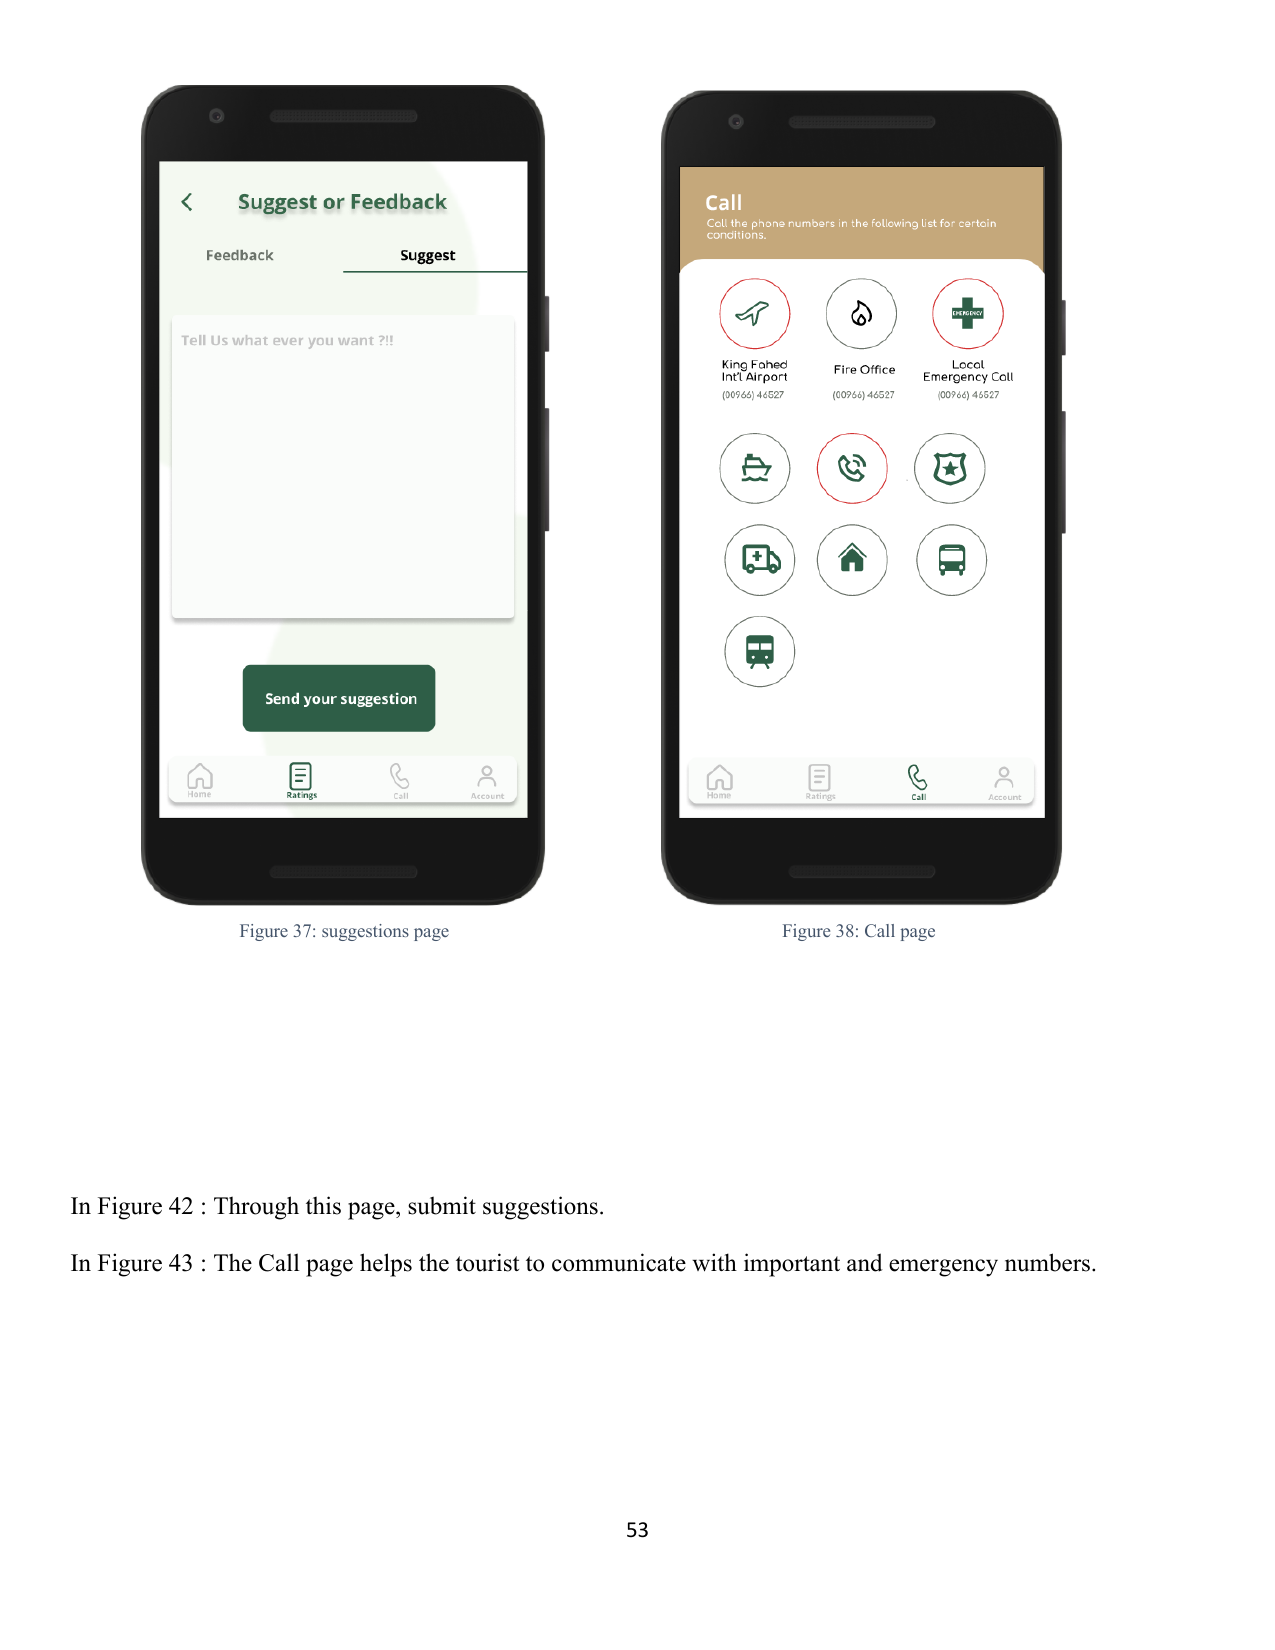 Suggest or Feedback
Feedback
Suggest
Tell Us what ever you want ?!!
Send your suggestion
Home
Ratings
Call
Account
Figure 37: suggestions page
Call
Call the phone numbers in the following list for certain
conditions.
EMERGENCY
King Fahed
Int'l Airport
(00966) 46527
Fire Office
(00966) 46527
Local
Emergency Call
(00966) 46527
Home
Ratings
Call
Account
Figure 38: Call page
In Figure 42 : Through this page, submit suggestions.
In Figure 43 : The Call page helps the tourist to communicate with important and emergency numbers.
53